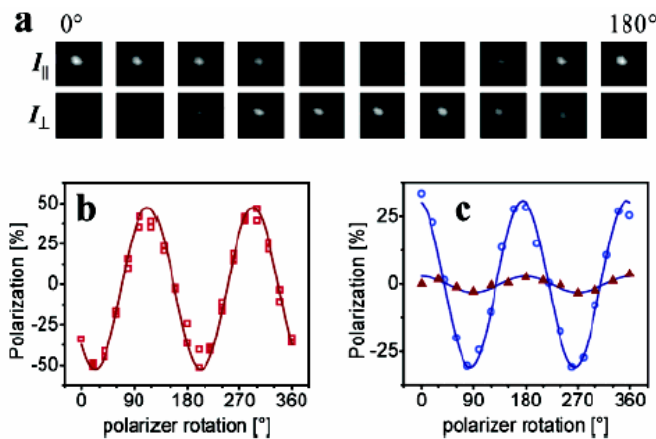 a 0° 180°
I||
I⊥
b
Polarization [%]
50
25
0
-25
-50
0 90 180 270 360
polarizer rotation [°]
c
Polarization [%]
25
0
-25
0 90 180 270 360
polarizer rotation [°]